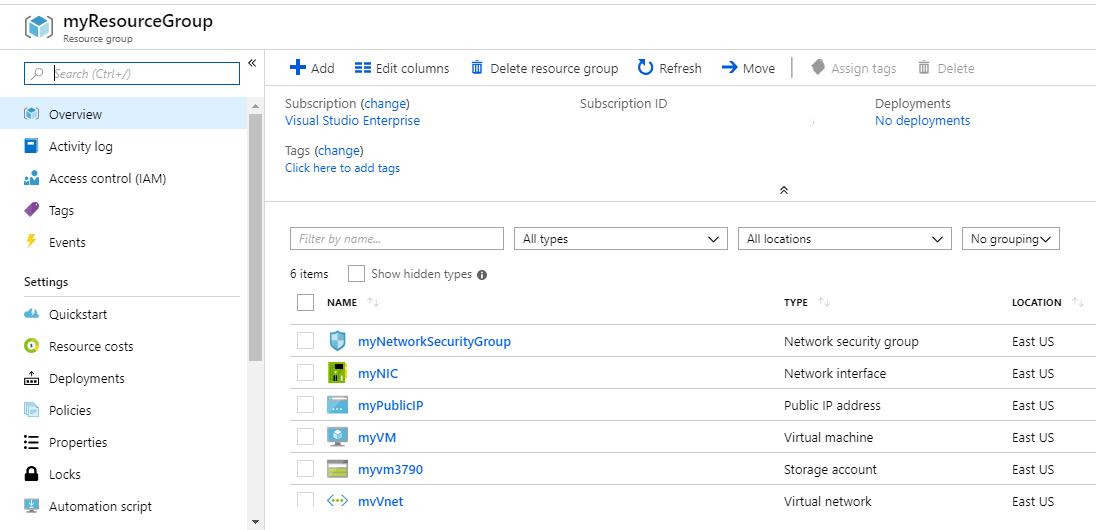 myResourceGroup
Resource group
Search (Ctrl+/)
Overview
Activity log
Access control (IAM)
Tags
Events
Settings
Quickstart
Resource costs
Deployments
Policies
Properties
Locks
Automation script
Add Edit columns Delete resource group Refresh Move Assign tags Delete
Subscription (change) Subscription ID Deployments
Visual Studio Enterprise No deployments
Tags (change)
Click here to add tags
Filter by name... All types All locations No grouping
6 items Show hidden types
NAME TYPE LOCATION
myNetworkSecurityGroup Network security group East US
myNIC Network interface East US
myPublicIP Public IP address East US
myVM Virtual machine East US
myvm3790 Storage account East US
myVnet Virtual network East US